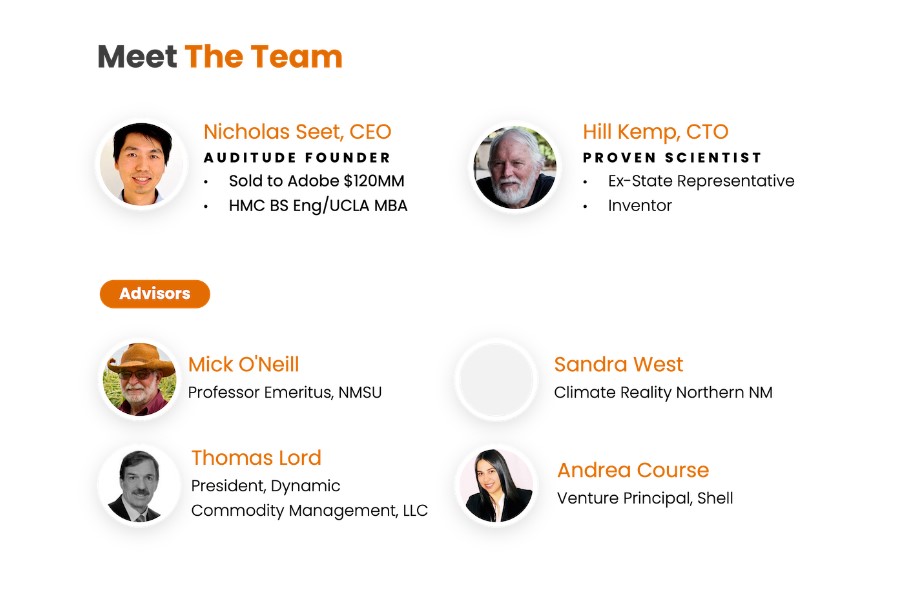 Meet The Team
Nicholas Seet, CEO
AUDITUDE FOUNDER
• Sold to Adobe $120MM
• HMC BS Eng/UCLA MBA
Hill Kemp, CTO
PROVEN SCIENTIST
• Ex-State Representative
• Inventor
Advisors
Mick O'Neill
Professor Emeritus, NMSU
Sandra West
Climate Reality Northern NM
Thomas Lord
President, Dynamic
Commodity Management, LLC
Andrea Course
Venture Principal, Shell